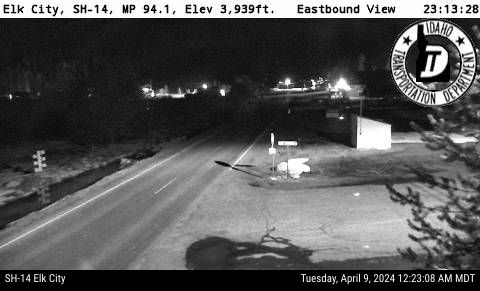 Elk City, SH-14, MP 94.1, Elev 3,939ft.   Eastbound View   23:13:28
IDAHO
TRANSPORTATION DEPARTMENT
SH-14 Elk City
Tuesday, April 9, 2024 12:23:08 AM MDT